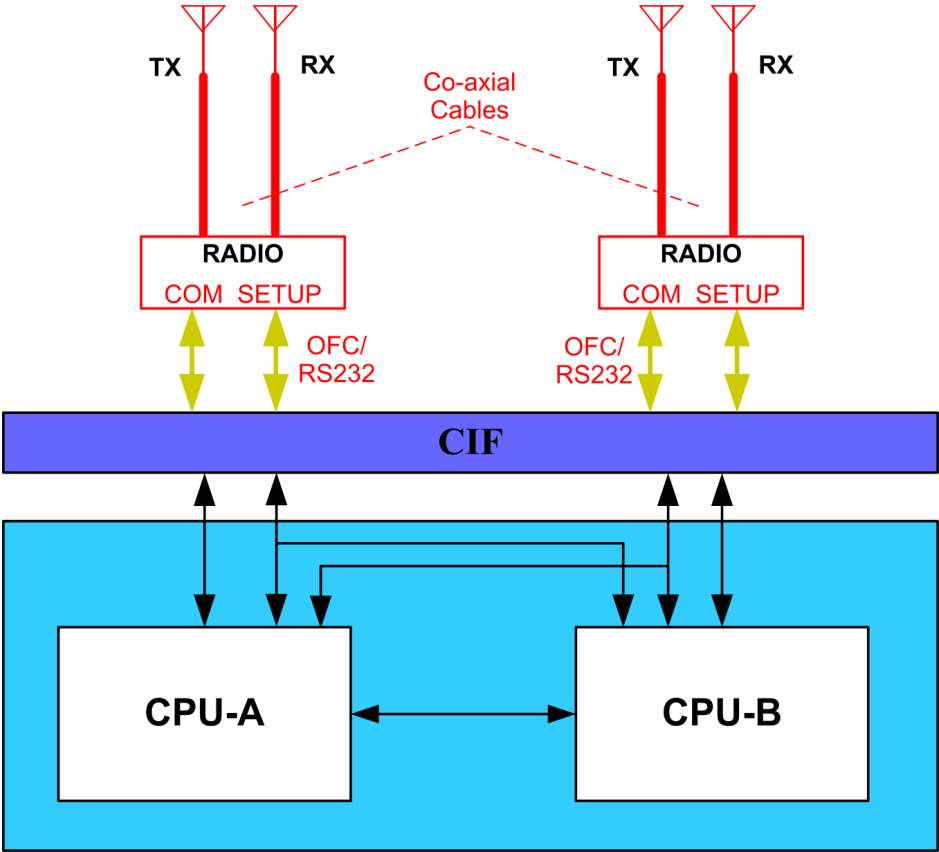 TX
RX
TX
RX
Co-axial
Cables
RADIO
COM SETUP
RADIO
COM SETUP
OFC/
RS232
OFC/
RS232
CIF
CPU-A
CPU-B